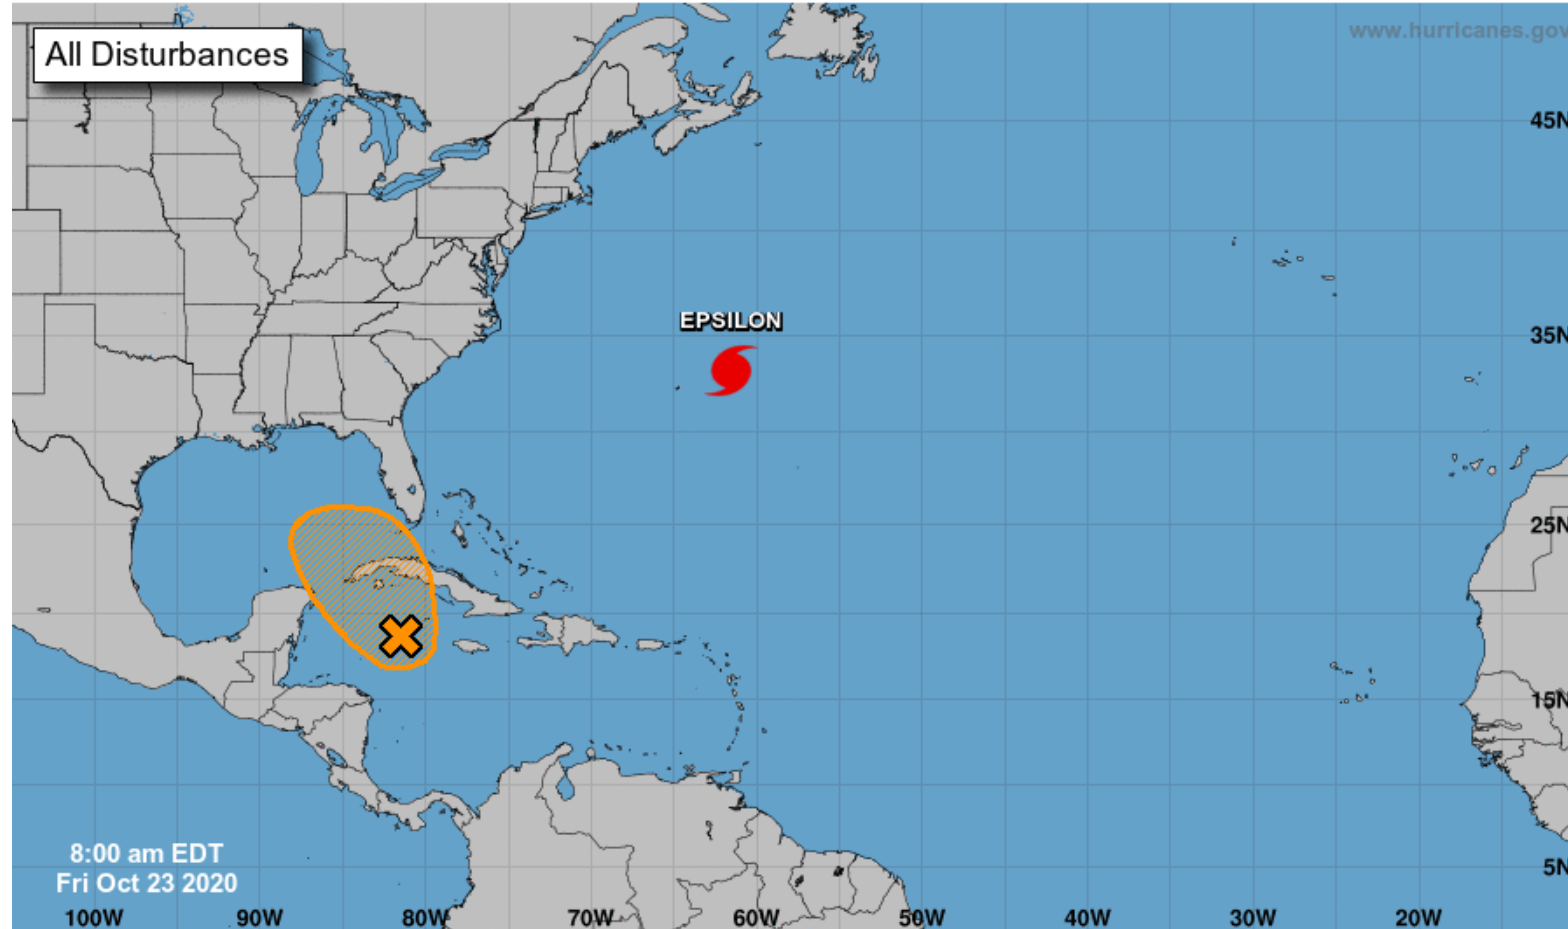 All Disturbances
www.hurricanes.gov
45N
EPSILON
35N
25N
15N
8:00 am EDT
Fri Oct 23 2020
5N
100W 90W 80W 70W 60W 50W 40W 30W 20W